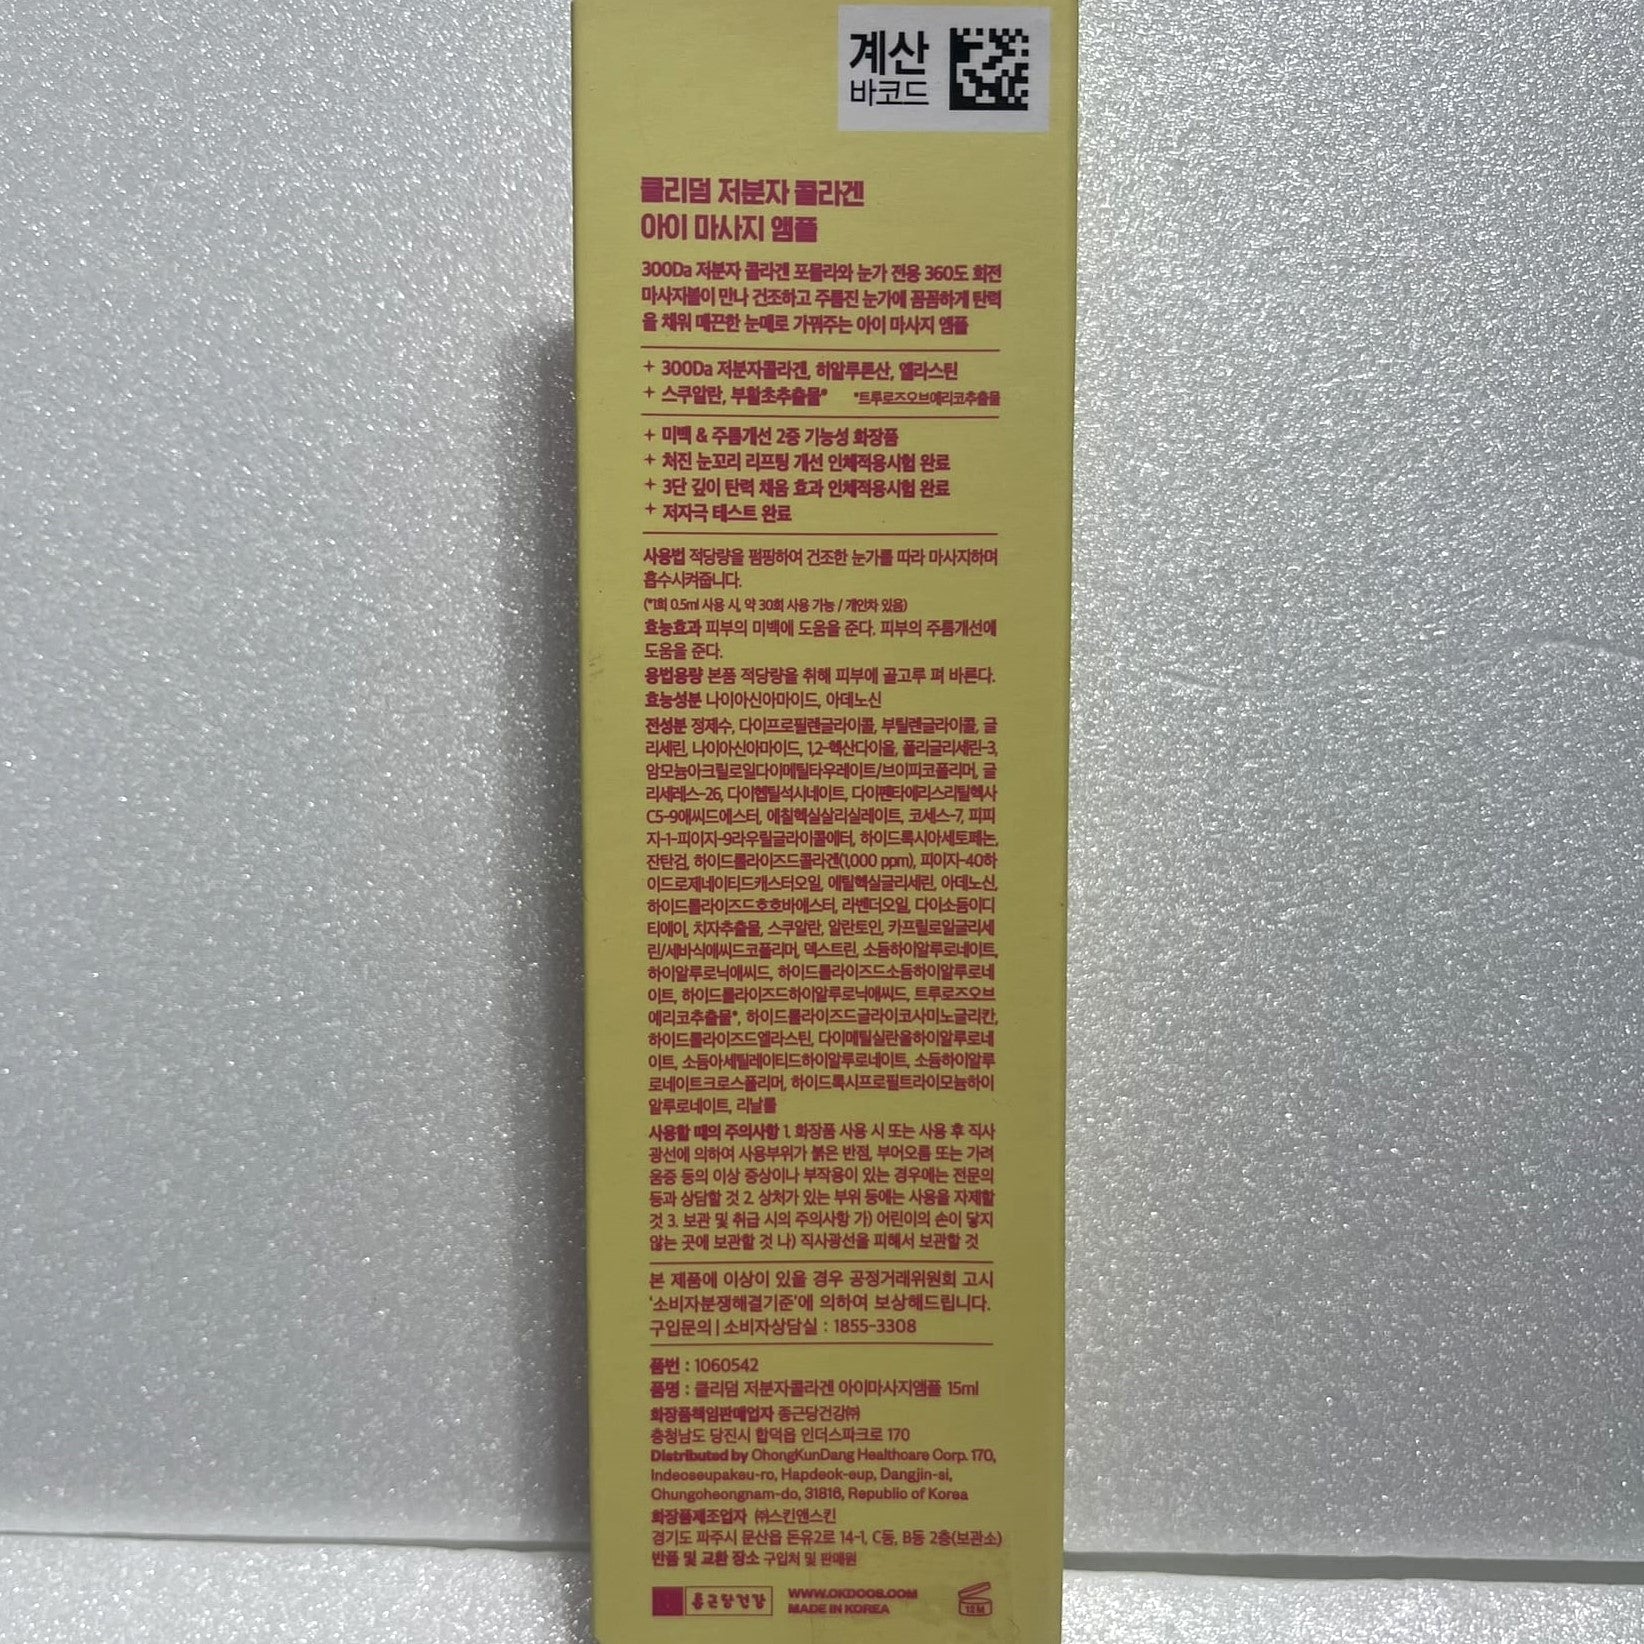 계산
바코드
클리덤 저분자 콜라겐
아이 마사지 앰플
300Da 저분자 콜라겐 포뮬라와 눈가 전용 360도 회전
마사지볼이 만나 건조하고 주름진 눈가에 꼼꼼하게 탄력
을 채워 매끈한 눈매로 가꿔주는 아이 마사지 앰플
+ 300Da 저분자콜라겐, 히알루론산, 엘라스틴
+ 스쿠알란, 부활초추출물* *트루로즈오브예리코추출물
+ 미백 & 주름개선 2중 기능성 화장품
+ 처진 눈꼬리 리프팅 개선 인체적용시험 완료
+ 3단 깊이 탄력 채움 효과 인체적용시험 완료
+ 저자극 테스트 완료
사용법 적당량을 펌핑하여 건조한 눈가를 따라 마사지하며
흡수시켜줍니다.
(*1회 0.5ml 사용 시, 약 30회 사용 가능 / 개인차 있음)
효능효과 피부의 미백에 도움을 준다. 피부의 주름개선에
도움을 준다.
용법용량 본품 적당량을 취해 피부에 골고루 펴 바른다.
효능성분 나이아신아마이드, 아데노신
전성분 정제수, 다이프로필렌글라이콜, 부틸렌글라이콜, 글
리세린, 나이아신아마이드, 1,2-헥산다이올, 폴리글리세린-3,
암모늄아크릴로일다이메틸타우레이트/브이피코폴리머, 글
리세레스-26, 다이헵틸석시네이트, 다이펜타에리스리틸헥사
C5-9애씨드에스터, 에칠헥실살리실레이트, 코세스-7, 피피
지-1-피이지-9라우릴글라이콜에터, 하이드록시아세토페논,
잔탄검, 하이드롤라이즈드콜라겐(1,000 ppm), 피이지-40하
이드로제네이티드캐스터오일, 에틸헥실글리세린, 아데노신,
하이드롤라이즈드호호바에스터, 라벤더오일, 다이소듐이디
티에이, 치자추출물, 스쿠알란, 알란토인, 카프릴로일글리세
린/세바식애씨드코폴리머, 덱스트린, 소듐하이알루로네이트,
하이알루로닉애씨드, 하이드롤라이즈드소듐하이알루로네
이트, 하이드롤라이즈드하이알루로닉애씨드, 트루로즈오브
예리코추출물*, 하이드롤라이즈드글라이코사미노글리칸,
하이드롤라이즈드엘라스틴, 다이메틸실란올하이알루로네
이트, 소듐아세틸레이티드하이알루로네이트, 소듐하이알루
로네이트크로스폴리머, 하이드록시프로필트라이모늄하이
알루로네이트, 리날룰
사용할 때의 주의사항 1. 화장품 사용 시 또는 사용 후 직사
광선에 의하여 사용부위가 붉은 반점, 부어오름 또는 가려
움증 등의 이상 증상이나 부작용이 있는 경우에는 전문의
등과 상담할 것 2. 상처가 있는 부위 등에는 사용을 자제할
것 3. 보관 및 취급 시의 주의사항 가) 어린이의 손이 닿지
않는 곳에 보관할 것 나) 직사광선을 피해서 보관할 것
본 제품에 이상이 있을 경우 공정거래위원회 고시
'소비자분쟁해결기준'에 의하여 보상해드립니다.
구입문의 | 소비자상담실 : 1855-3308
품번 : 1060542
품명 : 클리덤 저분자콜라겐 아이마사지앰플 15ml
화장품책임판매업자 종근당건강㈜
충청남도 당진시 합덕읍 인더스파크로 170
Distributed by ChongKunDang Healthcare Corp. 170,
Indeoseupakeu-ro, Hapdeok-eup, Dangjin-si,
Chungcheongnam-do, 31816, Republic of Korea
화장품제조업자 ㈜스킨앤스킨
경기도 파주시 문산읍 돈유2로 14-1, C동, B동 2층(보관소)
반품 및 교환 장소 구입처 및 판매원
종근당건강
WWW.CKDCOS.COM
MADE IN KOREA
12M